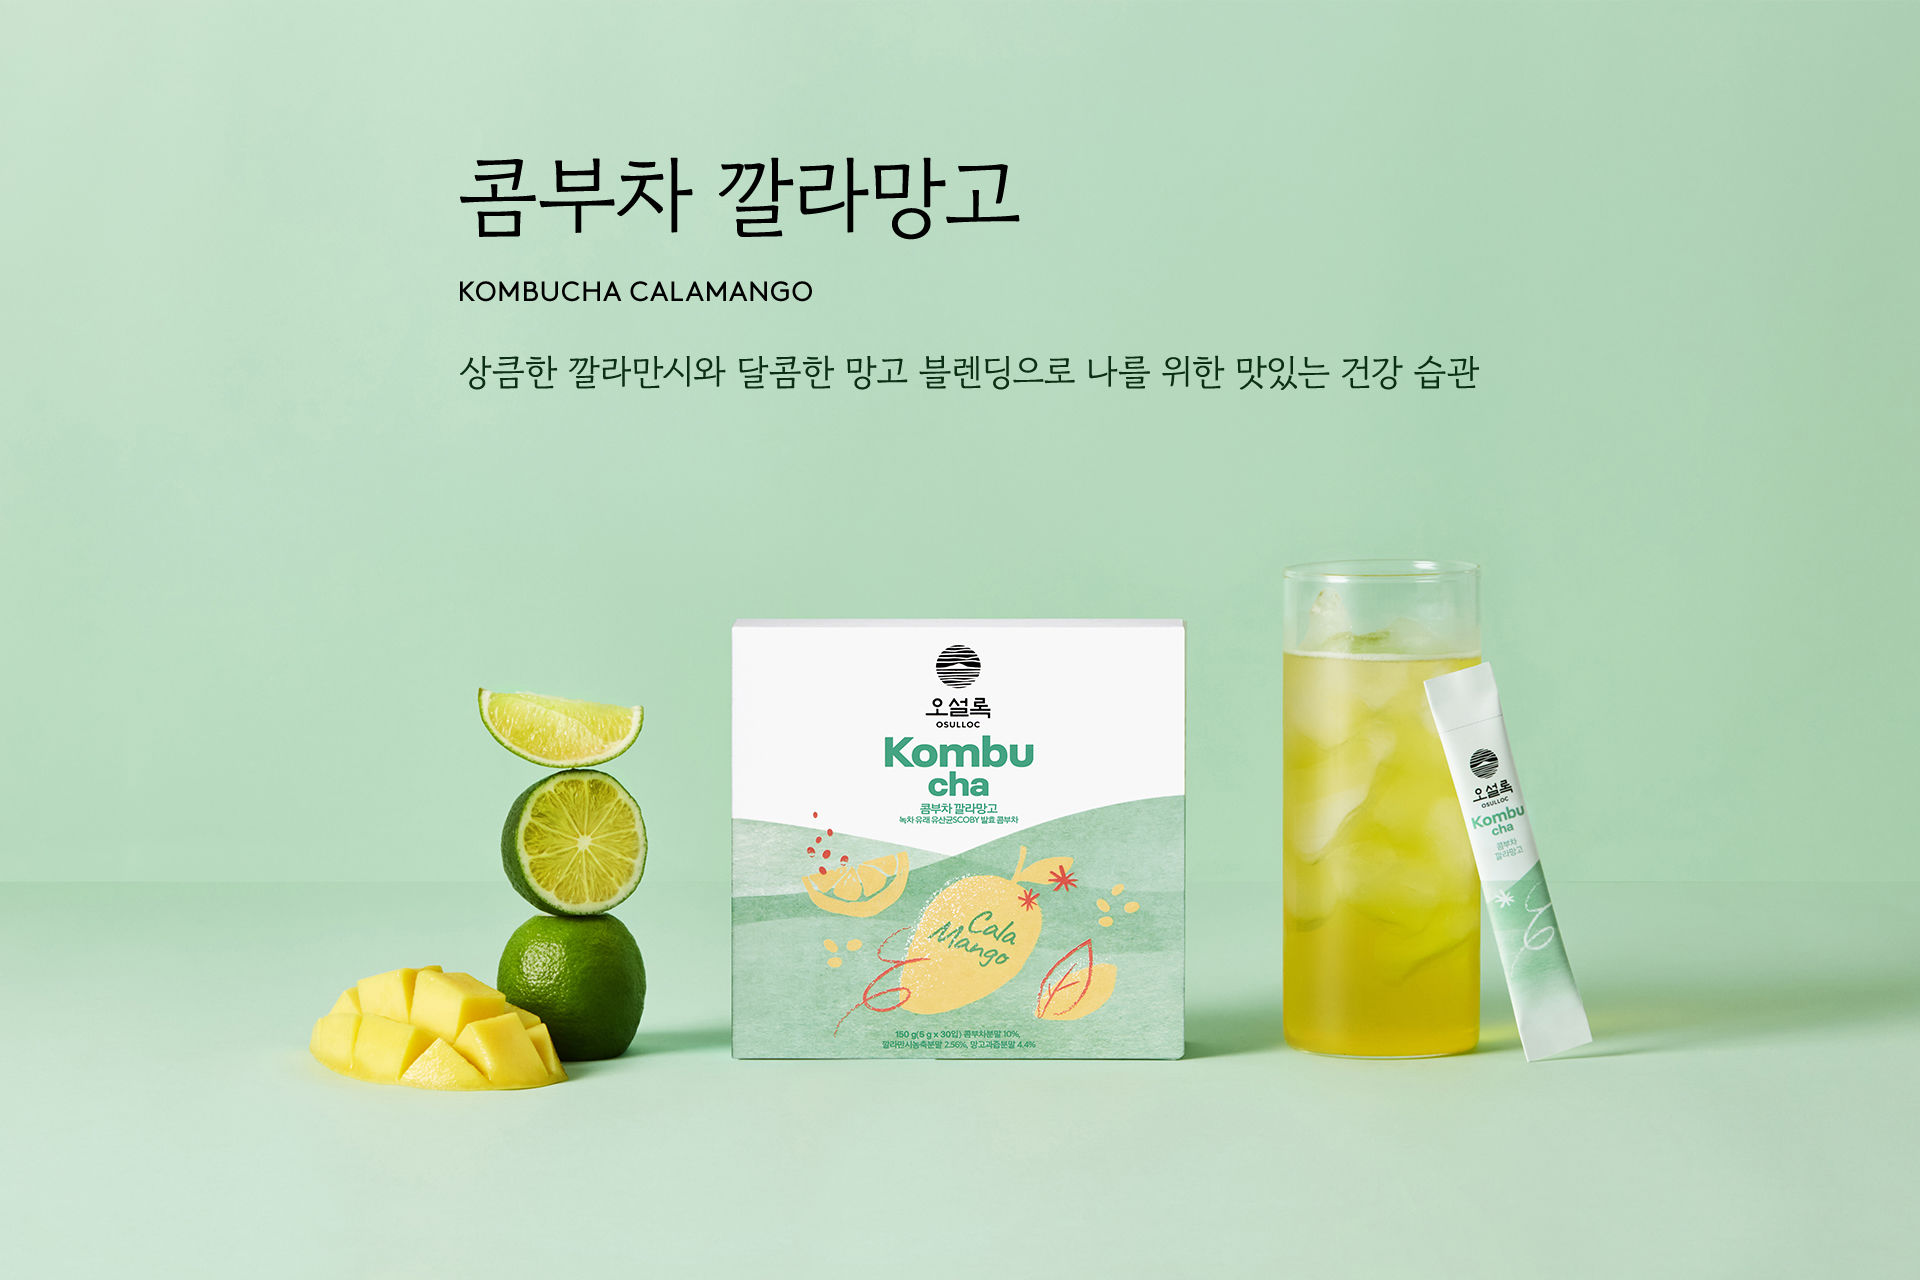 콤부차 깔라망고
KOMBUCHA CALAMANGO
상큼한 깔라만시와 달콤한 망고 블렌딩으로 나를 위한 맛있는 건강 습관
오설록
OSULLOC
Kombu
cha
콤부차 깔라망고
녹차 유래 유산균SCOBY 발효 콤부차
Cala
Mango
150 g(5 g x 30입) 콤부차분말 10%,
깔라만시농축분말 2.56%, 망고과즙분말 4.4%
오설록
OSULLOC
Kombu
cha
콤부차
깔라망고